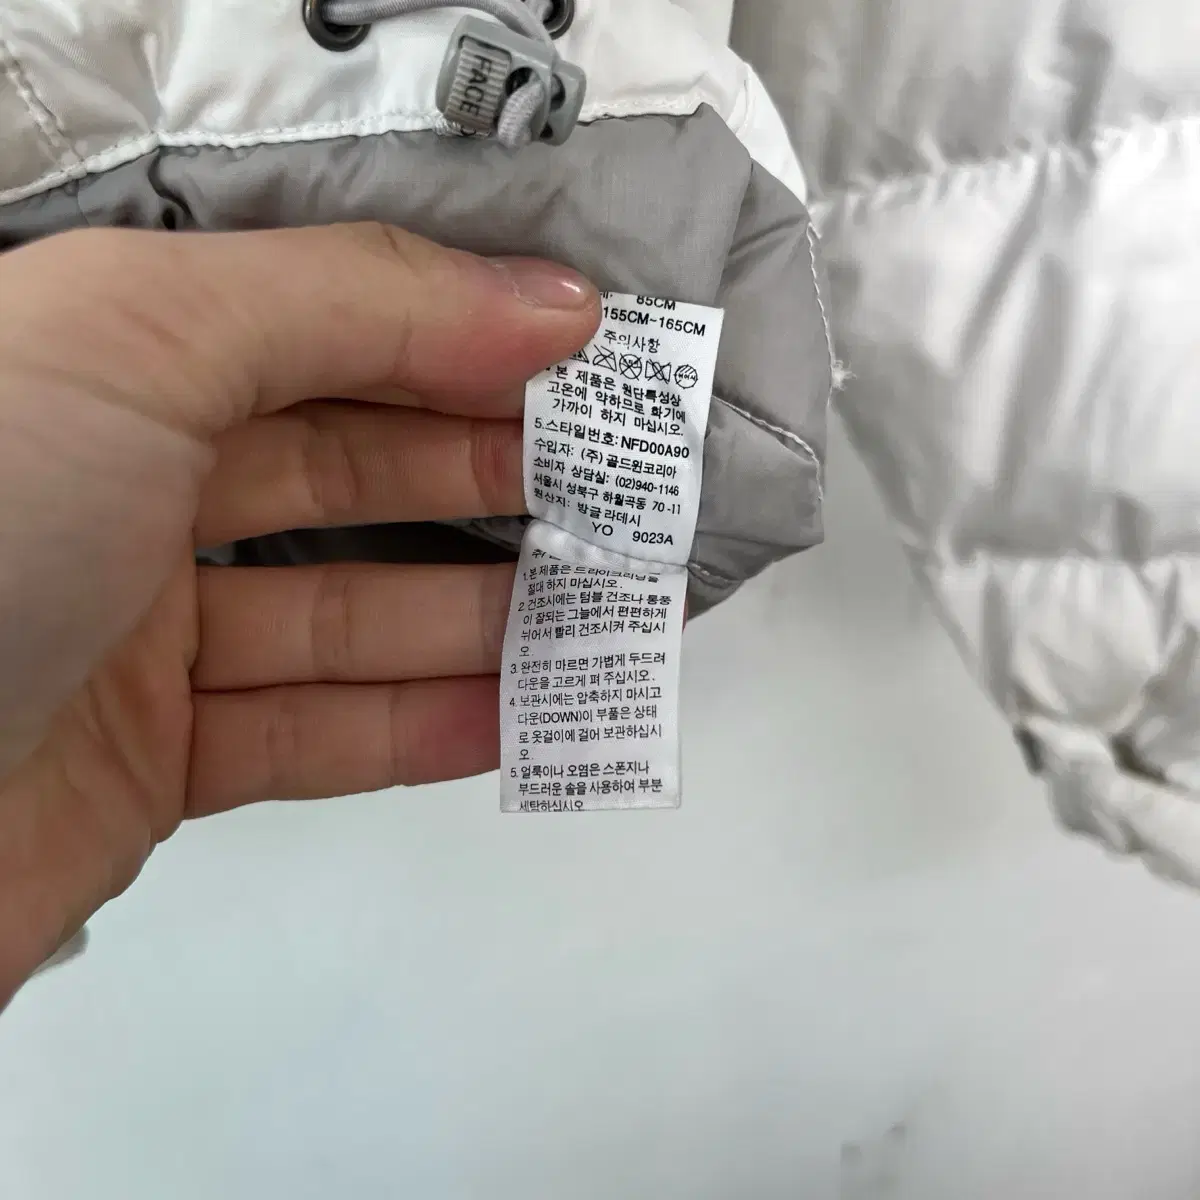 FACE
85CM
155CM~165CM
주의사항
본 제품은 원단특성상
고온에 약하므로 화기에
가까이 하지 마십시오.
5.스타일번호: NFD00A90
수입자: (주) 골드윈코리아
소비자 상담실: (02)940-1146
서울시 성북구 하월곡동 70-11
원산지: 방글라데시
YO 9023A
1.본제품은 드라이크리닝을
절대 하지 마십시오.
2 건조시에는 텀블 건조나 통풍
이 잘되는 그늘에서 편편하게
뉘어서 빨리 건조시켜 주십시
오.
3. 완전히 마르면 가볍게 두드려
다운을 고르게 펴 주십시오.
4. 보관시에는 압축하지 마시고
다운(DOWN)이 부풀은 상태
로 옷걸이에 걸어 보관하십시
오.
5. 얼룩이나 오염은 스폰지나
부드러운 솔을 사용하여 부분
세탁하십시오